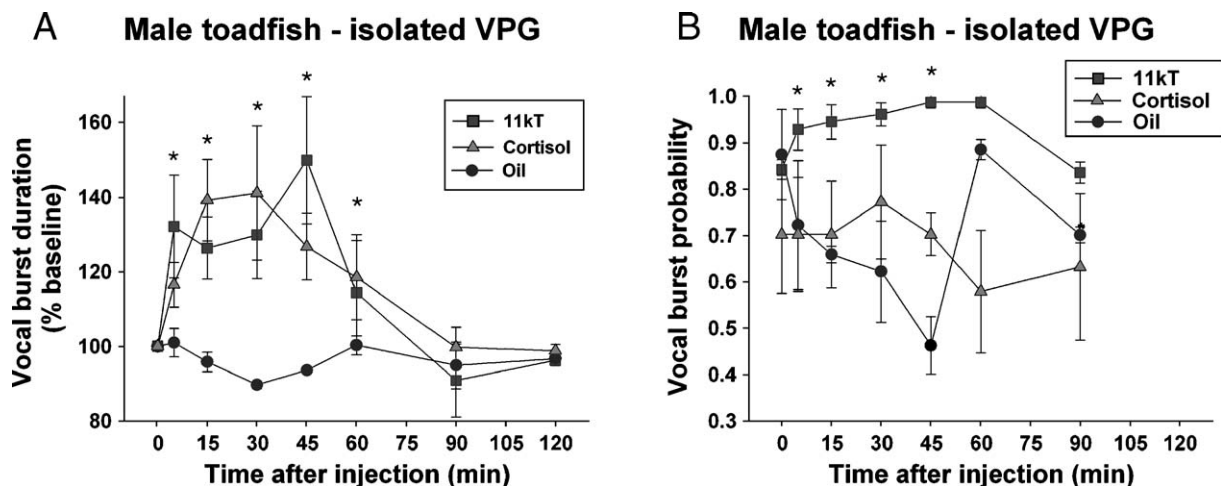 A Male toadfish - isolated VPG
Vocal burst duration
(% baseline)
160
140
120
100
80
* * * * *
11kT
Cortisol
Oil
0 15 30 45 60 75 90 105 120
Time after injection (min)
B Male toadfish - isolated VPG
Vocal burst probability
1.0
0.9
0.8
0.7
0.6
0.5
0.4
0.3
* * * *
*
11kT
Cortisol
Oil
0 15 30 45 60 75 90 105 120
Time after injection (min)